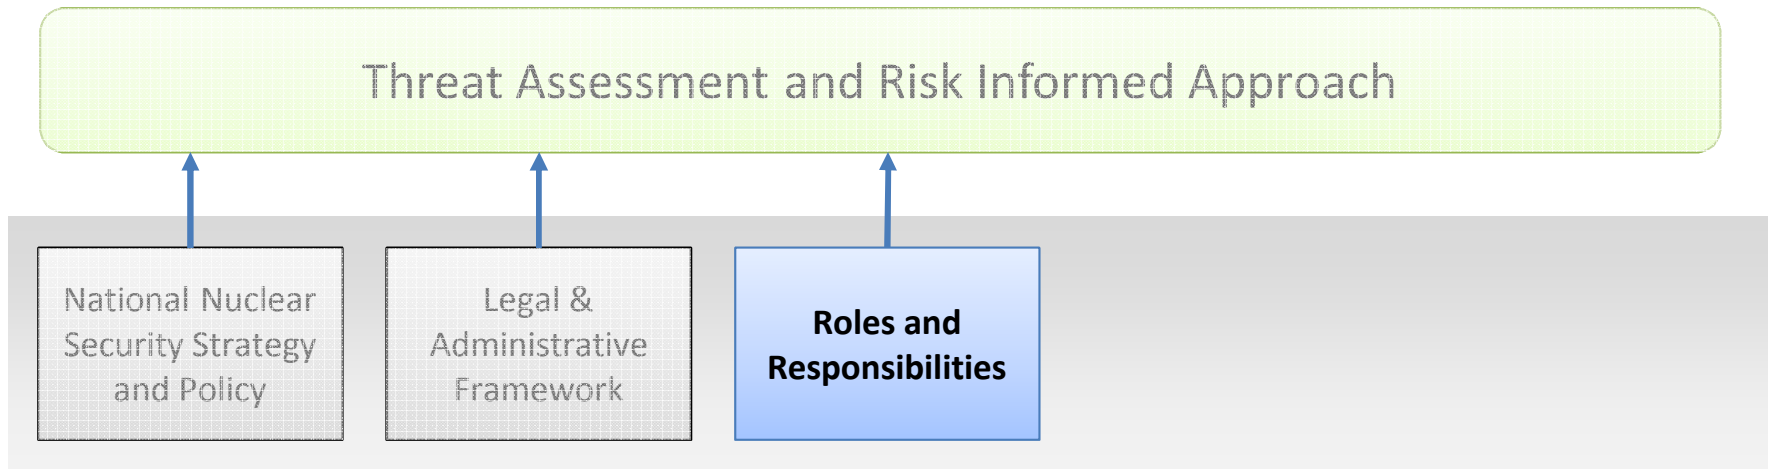 Threat Assessment and Risk Informed Approach
National Nuclear
Security Strategy
and Policy
Legal &
Administrative
Framework
Roles and
Responsibilities